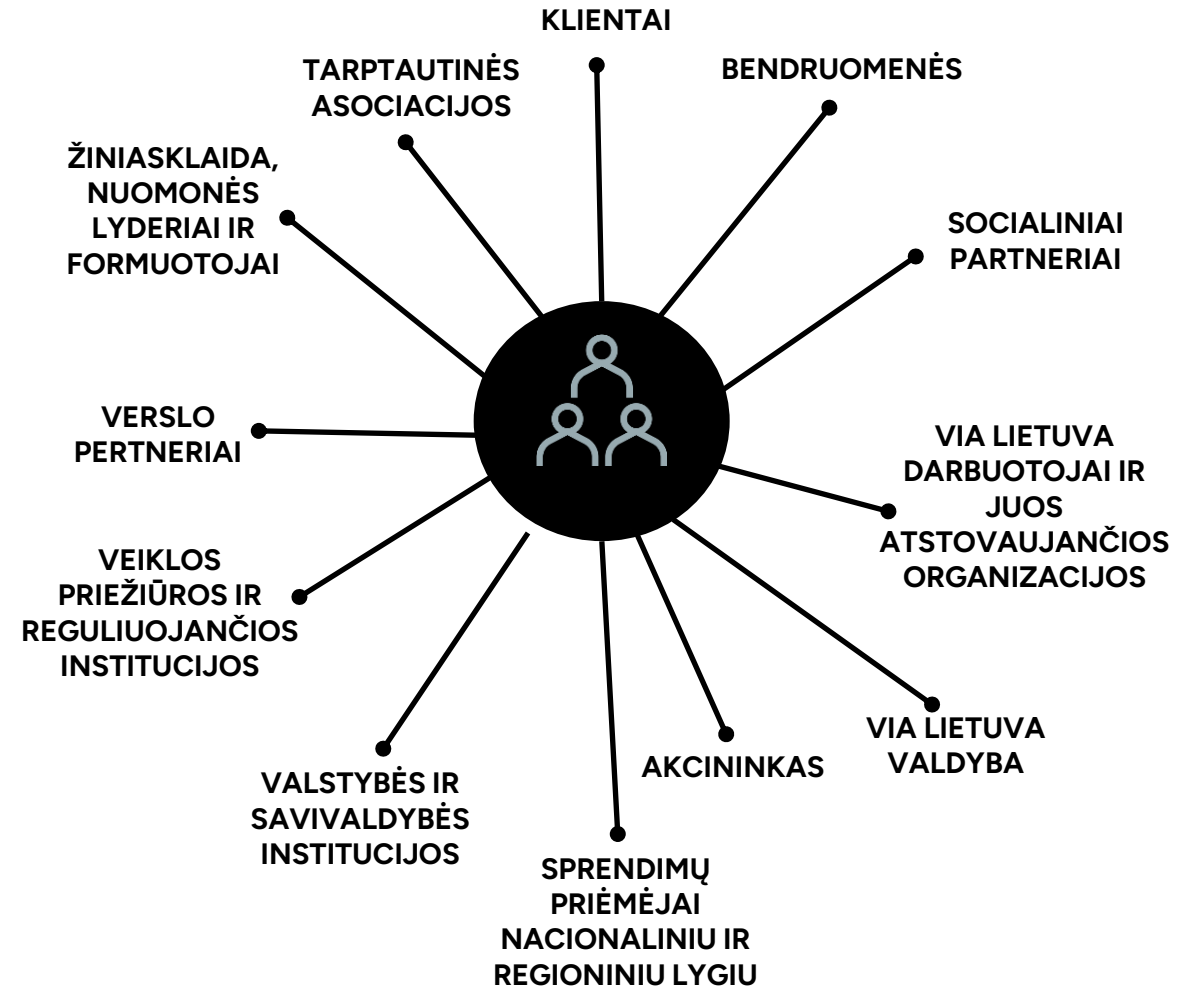 KLIENTAI
BENDRUOMENĖS
SOCIALINIAI
PARTNERIAI
VIA LIETUVA
DARBUOTOJAI IR
JUOS
ATSTOVAUJANČIOS
ORGANIZACIJOS
VIA LIETUVA
VALDYBA
AKCININKAS
SPRENDIMŲ
PRIĖMĖJAI
NACIONALINIU IR
REGIONINIU LYGIU
VALSTYBĖS IR
SAVIVALDYBĖS
INSTITUCIJOS
VEIKLOS
PRIEŽIŪROS IR
REGULIUOJANČIOS
INSTITUCIJOS
VERSLO
PERTNERIAI
ŽINIASKLAIDA,
NUOMONĖS
LYDERIAI IR
FORMUOTOJAI
TARPTAUTINĖS
ASOCIACIJOS